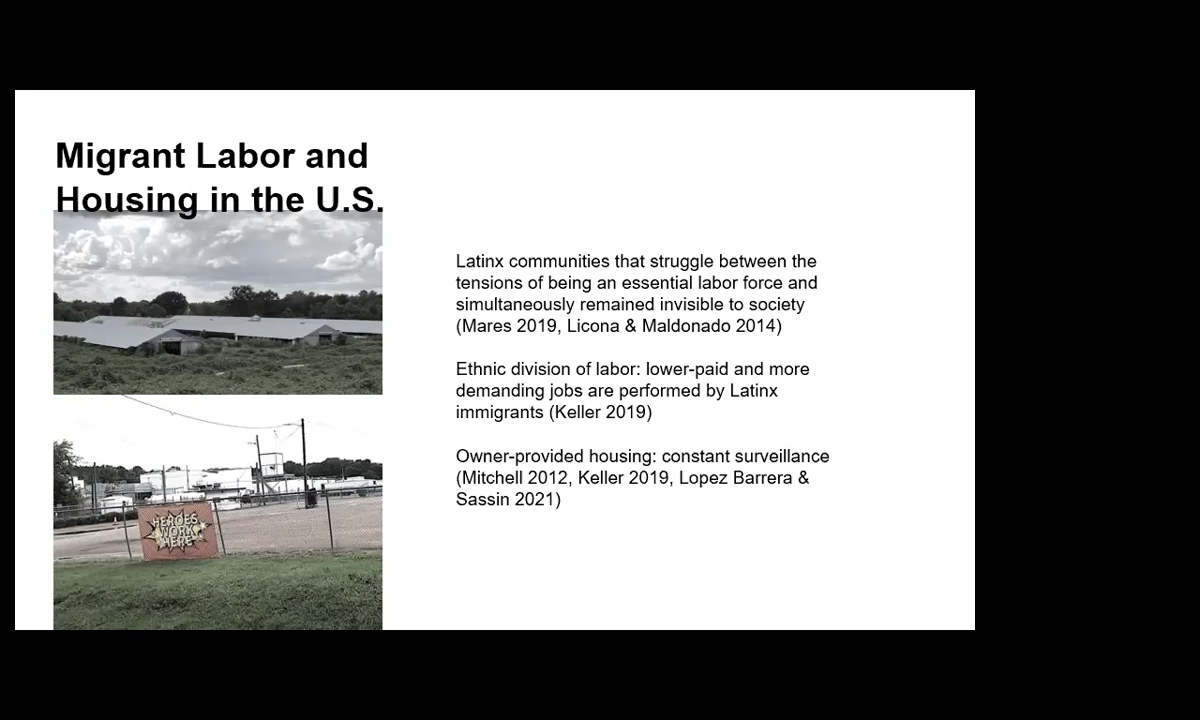 Migrant Labor and
Housing in the U.S.
Latinx communities that struggle between the
tensions of being an essential labor force and
simultaneously remained invisible to society
(Mares 2019, Licona & Maldonado 2014)
Ethnic division of labor: lower-paid and more
demanding jobs are performed by Latinx
immigrants (Keller 2019)
Owner-provided housing: constant surveillance
(Mitchell 2012, Keller 2019, Lopez Barrera &
Sassin 2021)
HEROES
WORK
HERE